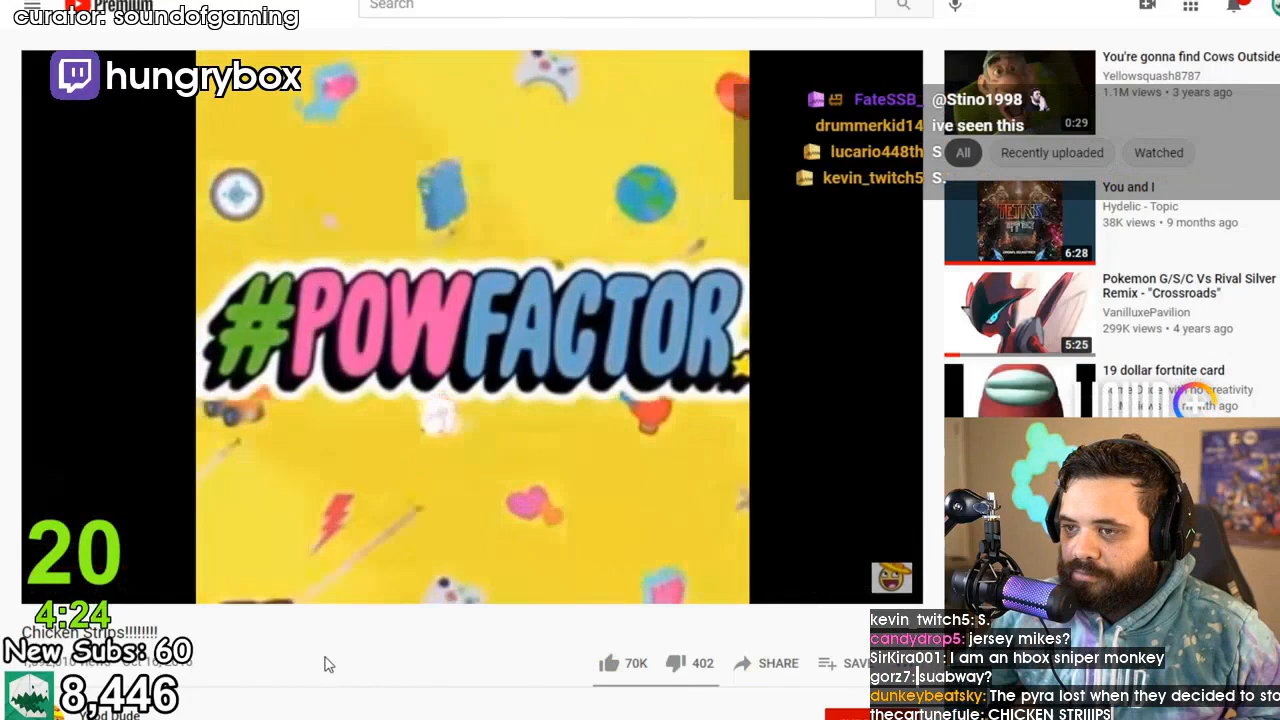 Premium
Search
curator: soundofgaming
hungrybox
#POWFACTOR
FateSSB_ @Stino1998
drummerkid14 ive seen this
lucario448th S
kevin_twitch5 S.
You're gonna find Cows Outside
Yellowsquash8787
1.1M views • 3 years ago
0:29
All
Recently uploaded
Watched
You and I
Hydelic - Topic
38K views • 9 months ago
TETRIS
6:28
Pokemon G/S/C Vs Rival Silver
Remix - "Crossroads"
VanilluxePavilion
299K views • 4 years ago
5:25
19 dollar fortnite card
20
4:24
Chicken Strips!!!!!!!!
New Subs: 60
8,446
70K
402
SHARE
kevin_twitch5: S.
candydrop5: jersey mikes?
SirKira001: I am an hbox sniper monkey
gorz7: suabway?
dunkeybeatsky: The pyra lost when they decided to sto
thecartunefule: CHICKEN STRIIIPS